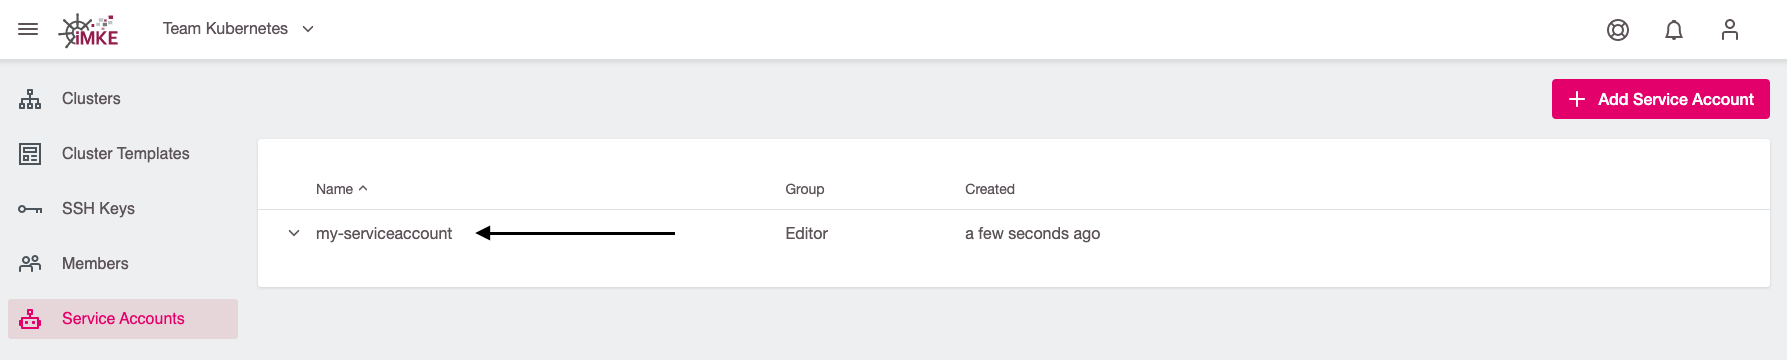 iMKE
Team Kubernetes
Clusters
Cluster Templates
SSH Keys
Members
Service Accounts
Add Service Account
Name Group Created
my-serviceaccount Editor a few seconds ago